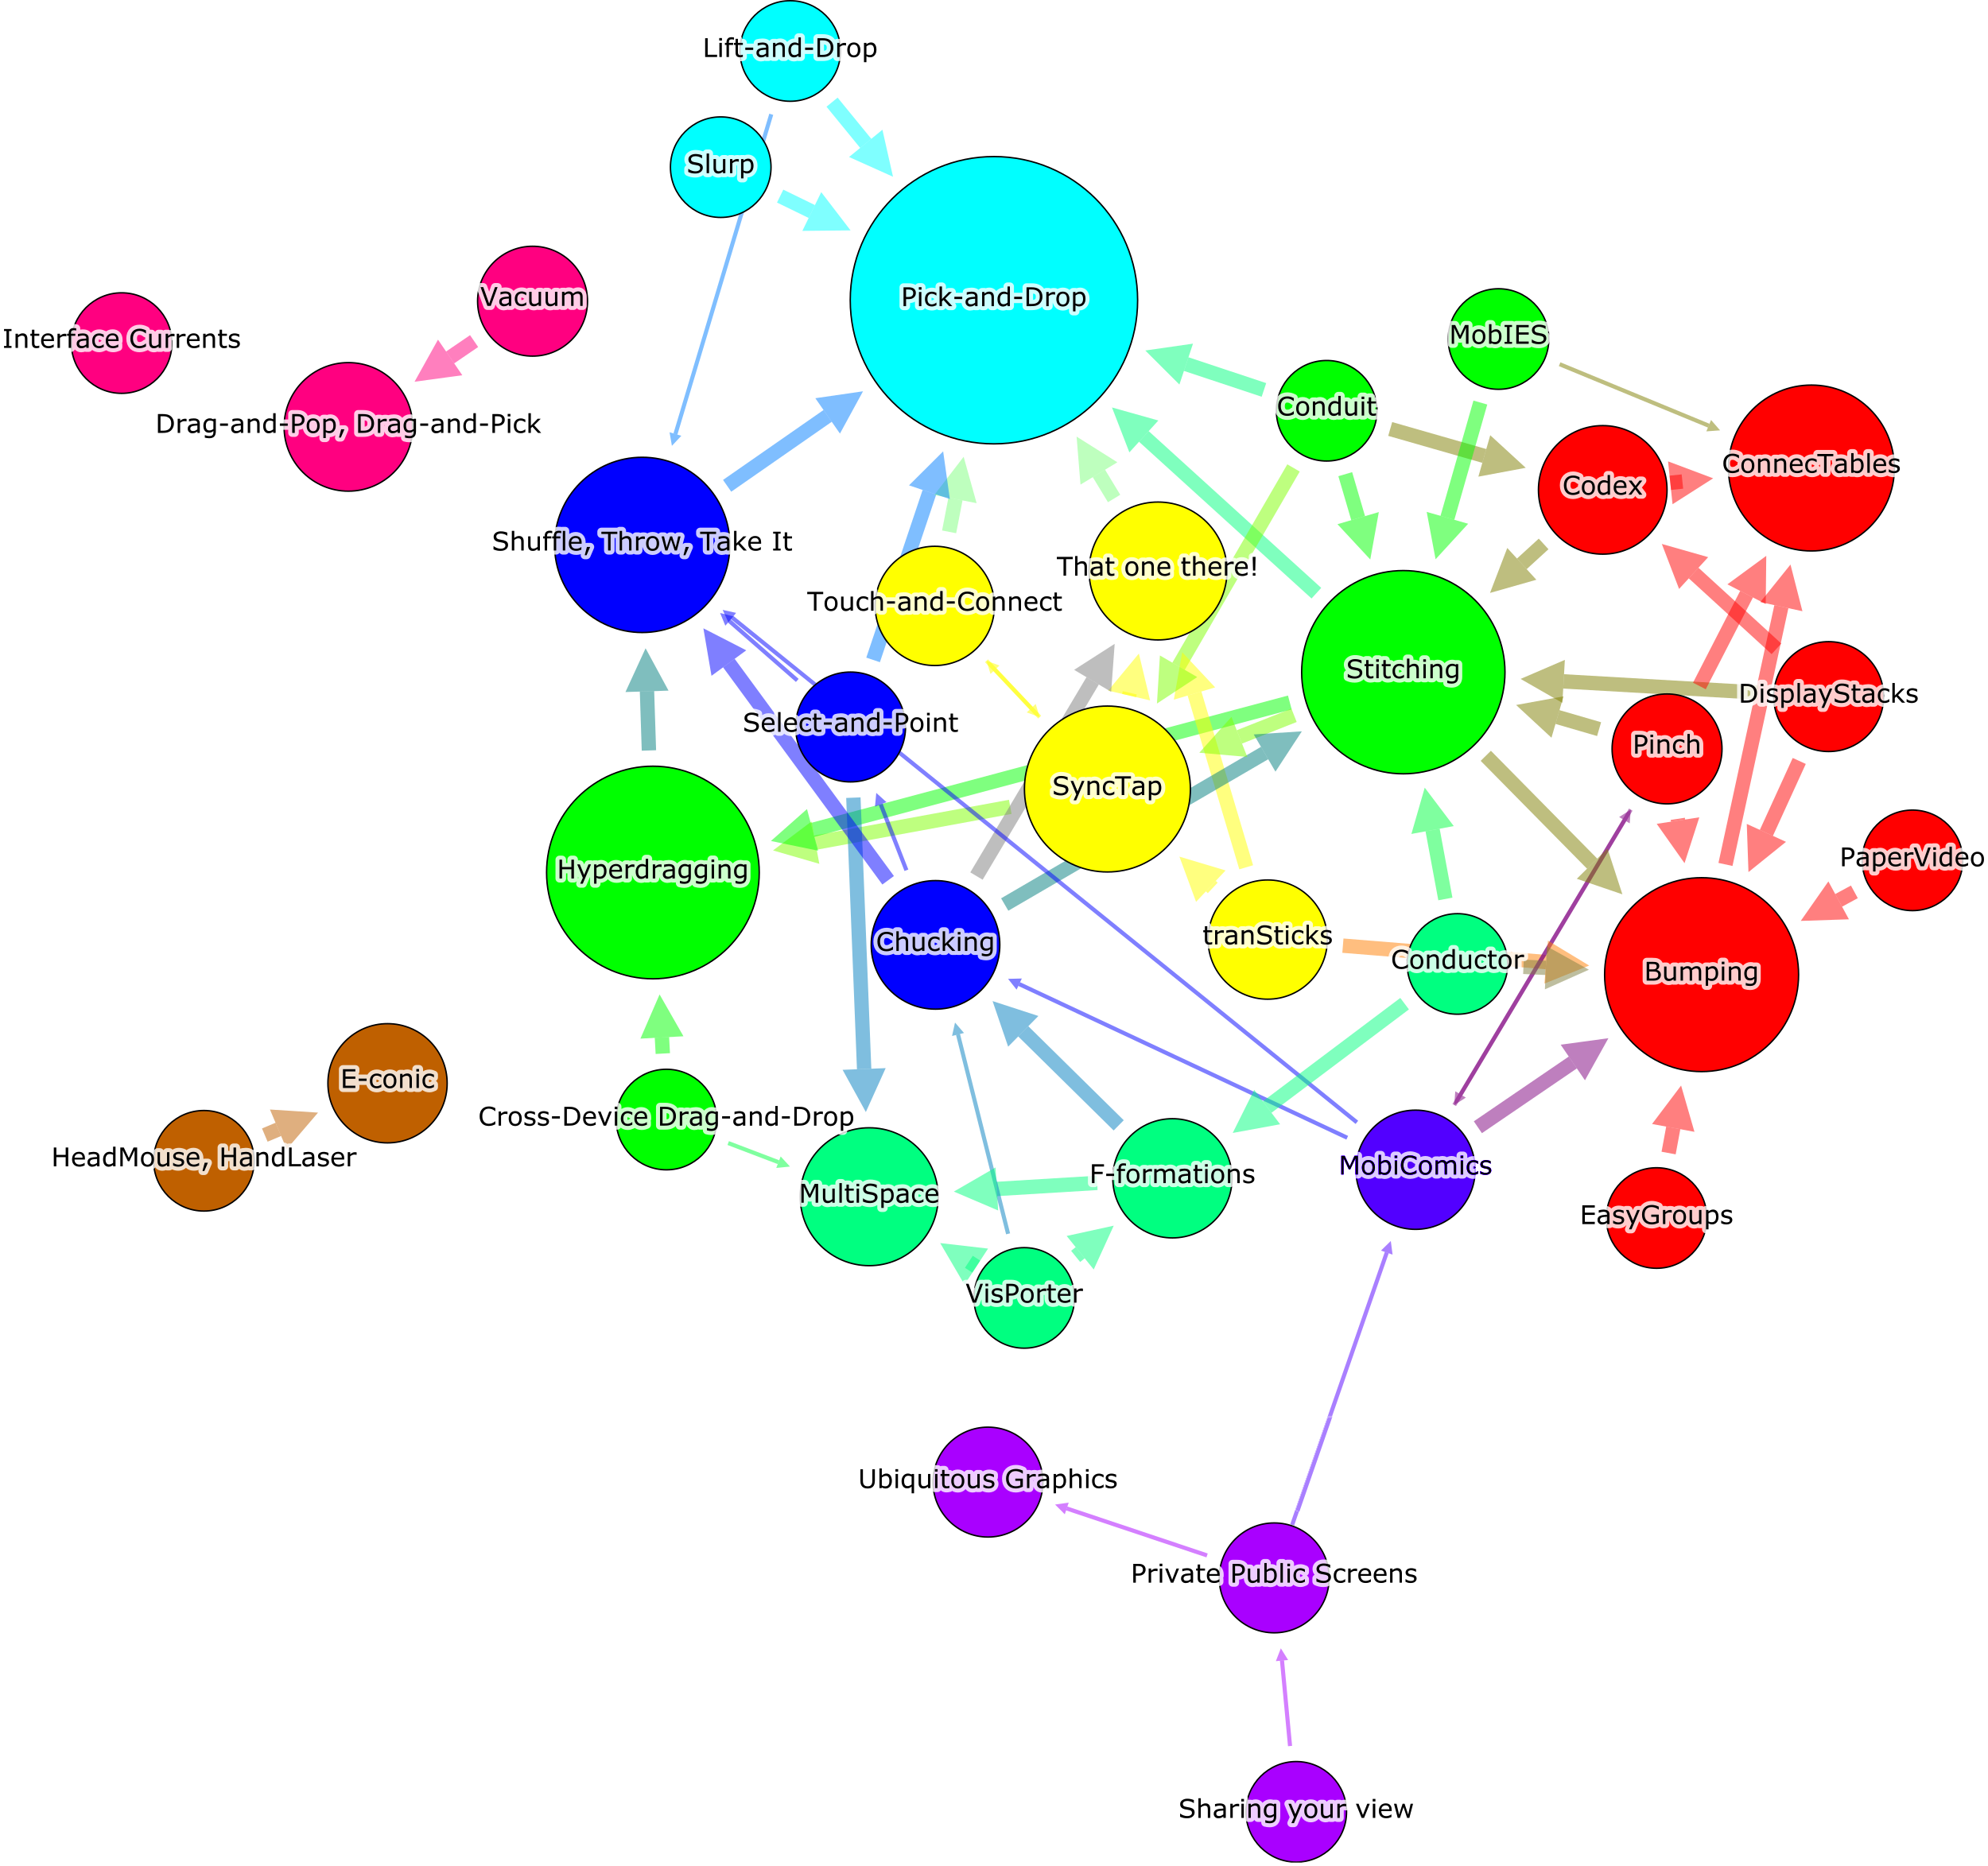 Lift-and-Drop
Slurp
Pick-and-Drop
Vacuum
Interface Currents
MobIES
Conduit
Drag-and-Pop, Drag-and-Pick
ConnecTables
Codex
Shuffle, Throw, Take It
That one there!
Touch-and-Connect
Stitching
DisplayStacks
Select-and-Point
Pinch
SyncTap
PaperVideo
Hyperdragging
tranSticks
Chucking
Conductor
Bumping
E-conic
Cross-Device Drag-and-Drop
HeadMouse, HandLaser
MobiComics
F-formations
MultiSpace
EasyGroups
VisPorter
Ubiquitous Graphics
Private Public Screens
Sharing your view